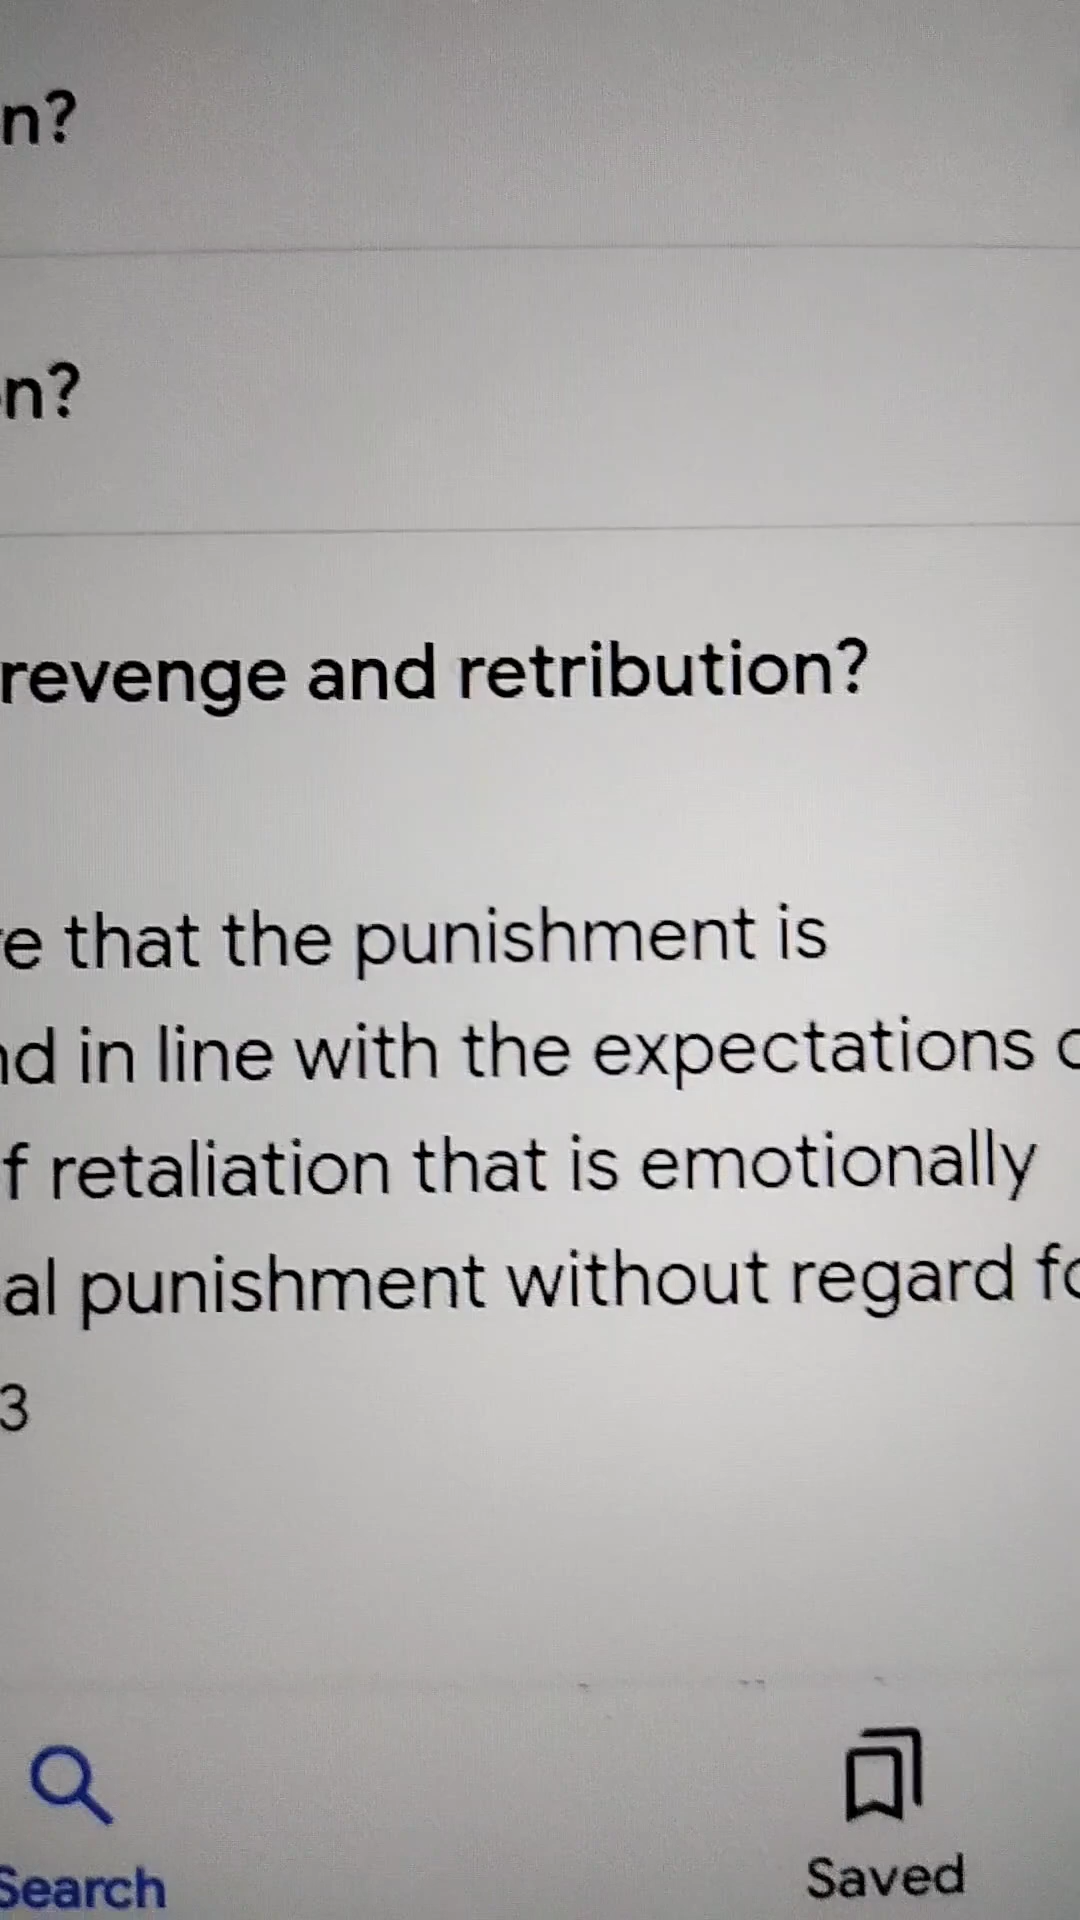 n?
n?
revenge and retribution?
e that the punishment is
d in line with the expectations
f retaliation that is emotionally
al punishment without regard
3
Search
Saved